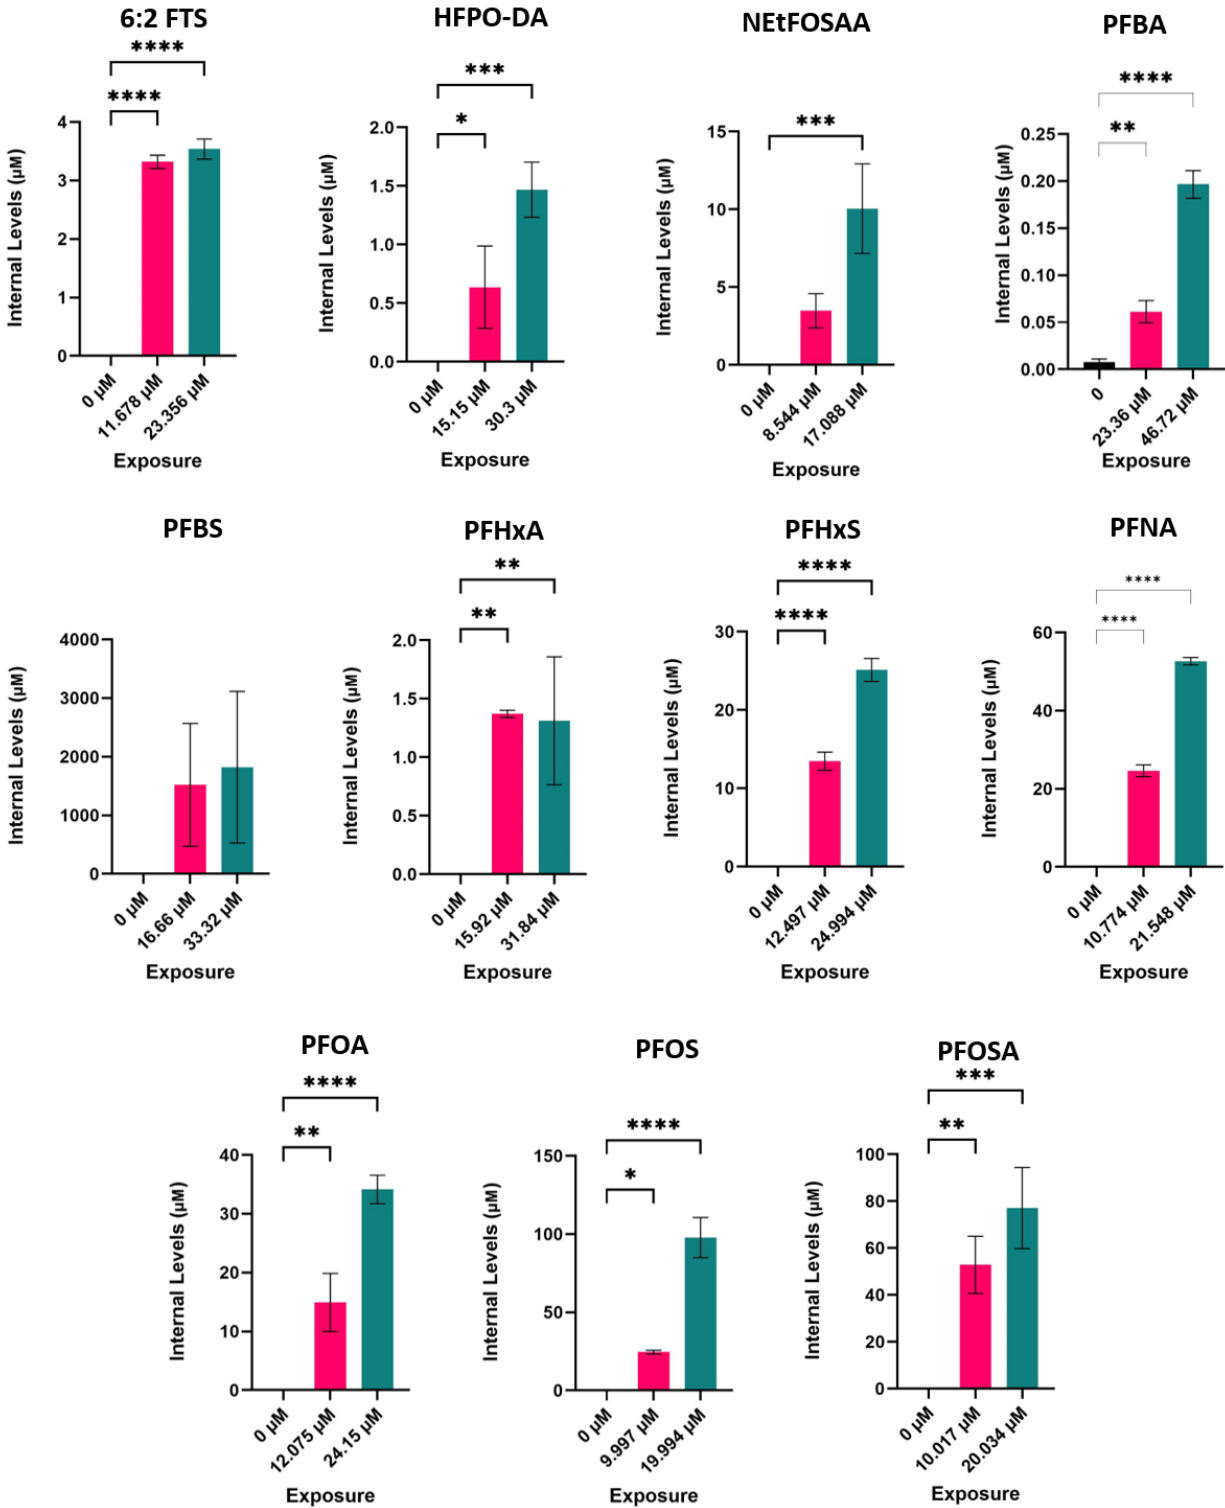 6:2 FTS
****
****
4
3
2
1
0
Internal Levels (µM)
0 µM
11.678 µM
23.356 µM
Exposure
HFPO-DA
***
*
2.0
1.5
1.0
0.5
0.0
Internal Levels (µM)
0 µM
15.15 µM
30.3 µM
Exposure
NEtFOSAA
***
15
10
5
0
Internal Levels (µM)
0 µM
8.544 µM
17.088 µM
Exposure
PFBA
****
**
0.25
0.20
0.15
0.10
0.05
0.00
Internal Levels (µM)
0
23.36 µM
46.72 µM
Exposure
PFBS
4000
3000
2000
1000
0
Internal Levels (µM)
0 µM
16.66 µM
33.32 µM
Exposure
PFHxA
**
**
2.0
1.5
1.0
0.5
0.0
Internal Levels (µM)
0 µM
15.92 µM
31.84 µM
Exposure
PFHxS
****
****
30
20
10
0
Internal Levels (µM)
0 µM
12.497 µM
24.994 µM
Exposure
PFNA
****
****
60
40
20
0
Internal Levels (µM)
0 µM
10.774 µM
21.548 µM
Exposure
PFOA
****
**
40
30
20
10
0
Internal Levels (µM)
0 µM
12.075 µM
24.15 µM
Exposure
PFOS
****
*
150
100
50
0
Internal Levels (µM)
0 µM
9.997 µM
19.994 µM
Exposure
PFOSA
***
**
100
80
60
40
20
0
Internal Levels (µM)
0 µM
10.017 µM
20.034 µM
Exposure